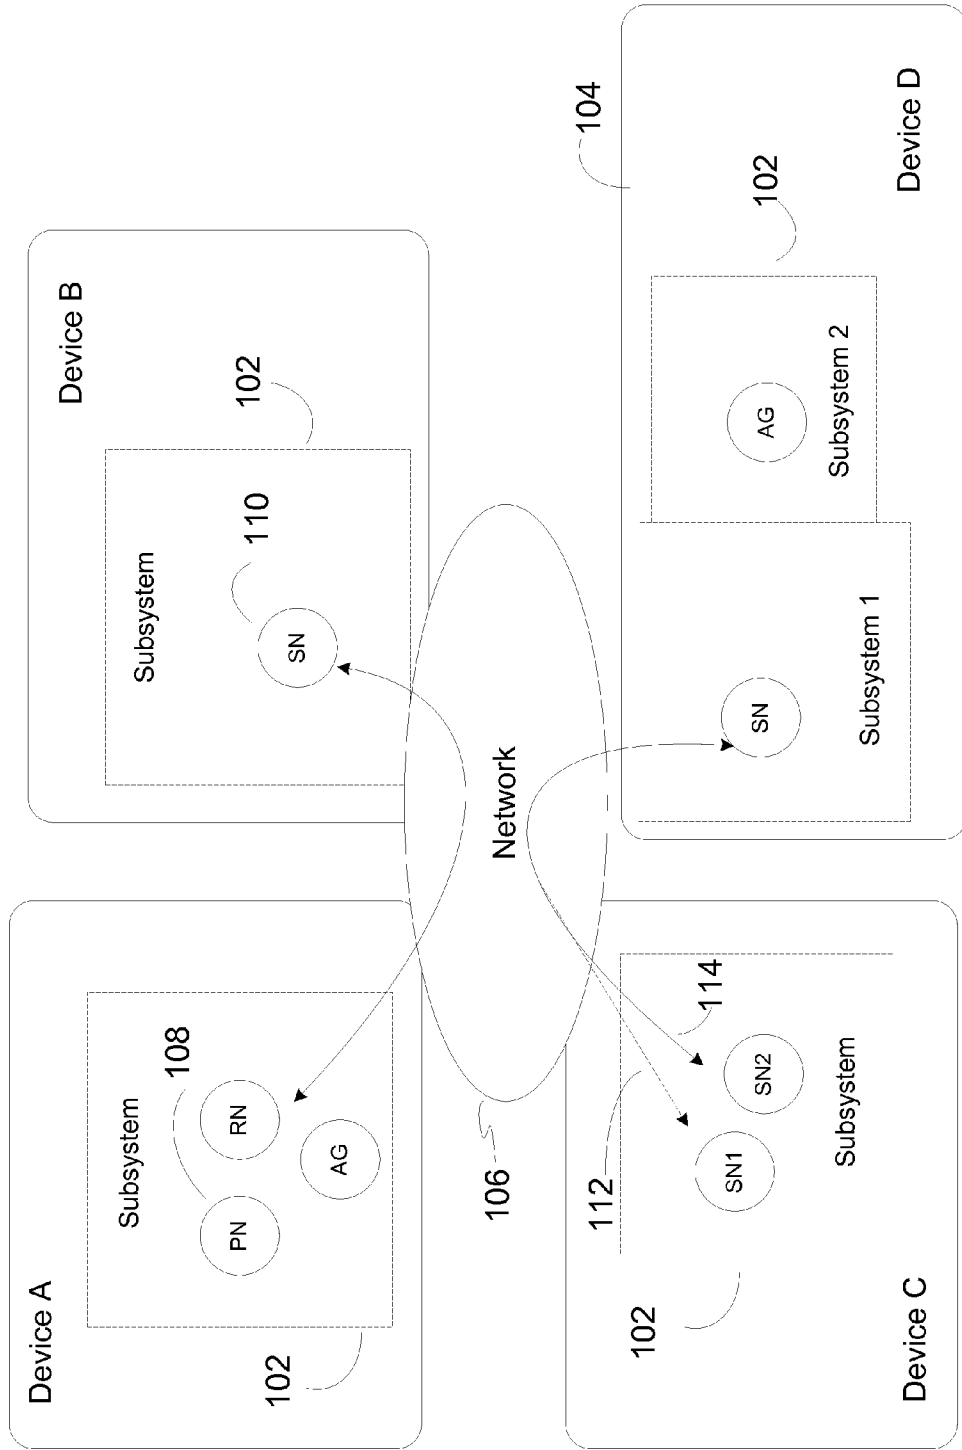 Device A
Subsystem
108
PN
RN
AG
102
Device B
Subsystem
110
SN
102
Network
106
Device C
Subsystem
SN1
SN2
112
114
102
Device D
104
Subsystem 1
SN
Subsystem 2
AG
102